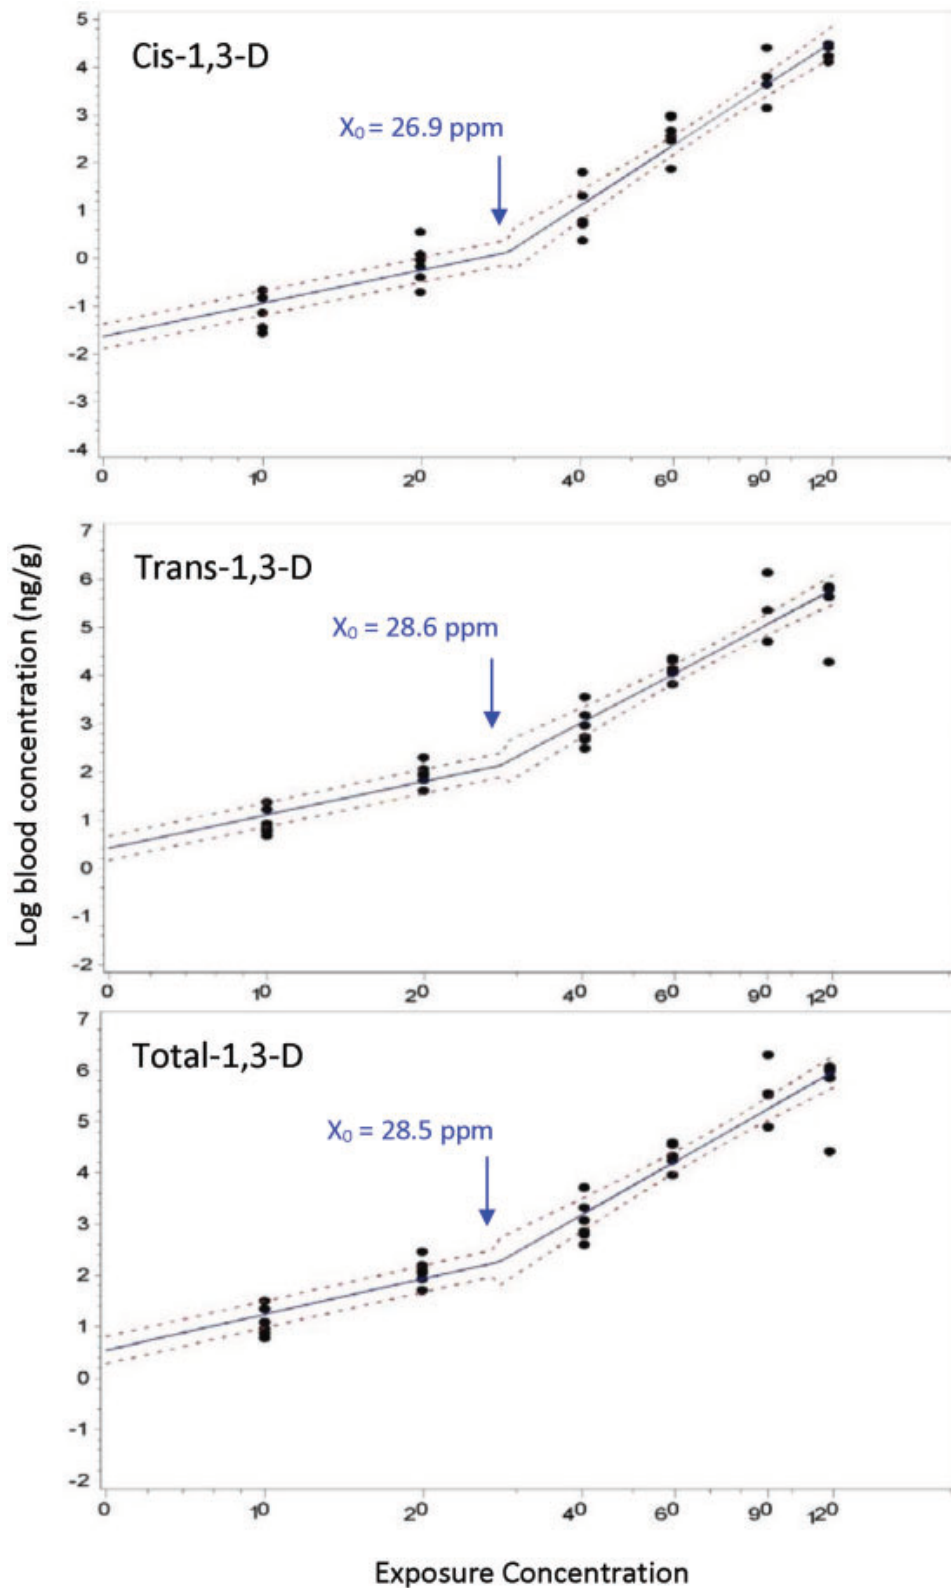 5
Cis-1,3-D
4
3
X₀ = 26.9 ppm
2
1
0
-1
-2
-3
-4
0 10 20 40 60 90 120
7
Trans-1,3-D
6
X₀ = 28.6 ppm
5
4
3
2
1
0
-1
-2
0 10 20 40 60 90 120
Log blood concentration (ng/g)
7
Total-1,3-D
6
5
X₀ = 28.5 ppm
4
3
2
1
0
-1
-2
0 10 20 40 60 90 120
Exposure Concentration